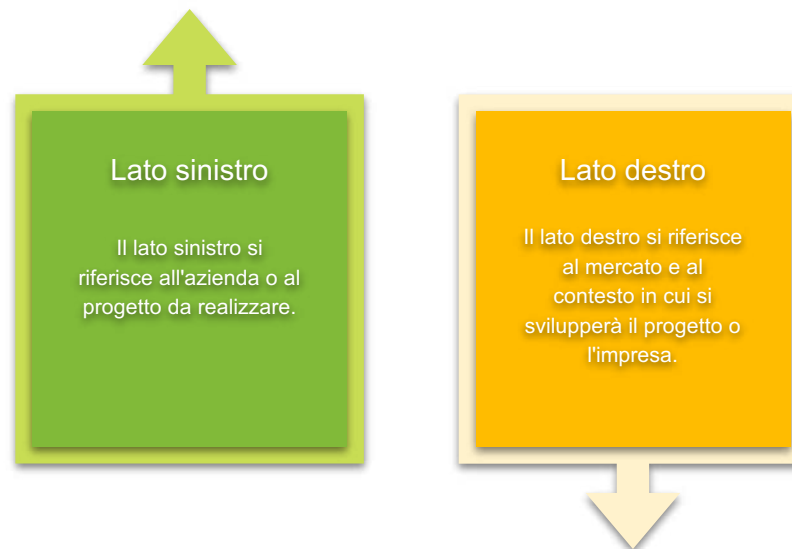 Lato sinistro
Il lato sinistro si
riferisce all'azienda o al
progetto da realizzare.
Lato destro
Il lato destro si riferisce
al mercato e al
contesto in cui si
svilupperà il progetto o
l'impresa.